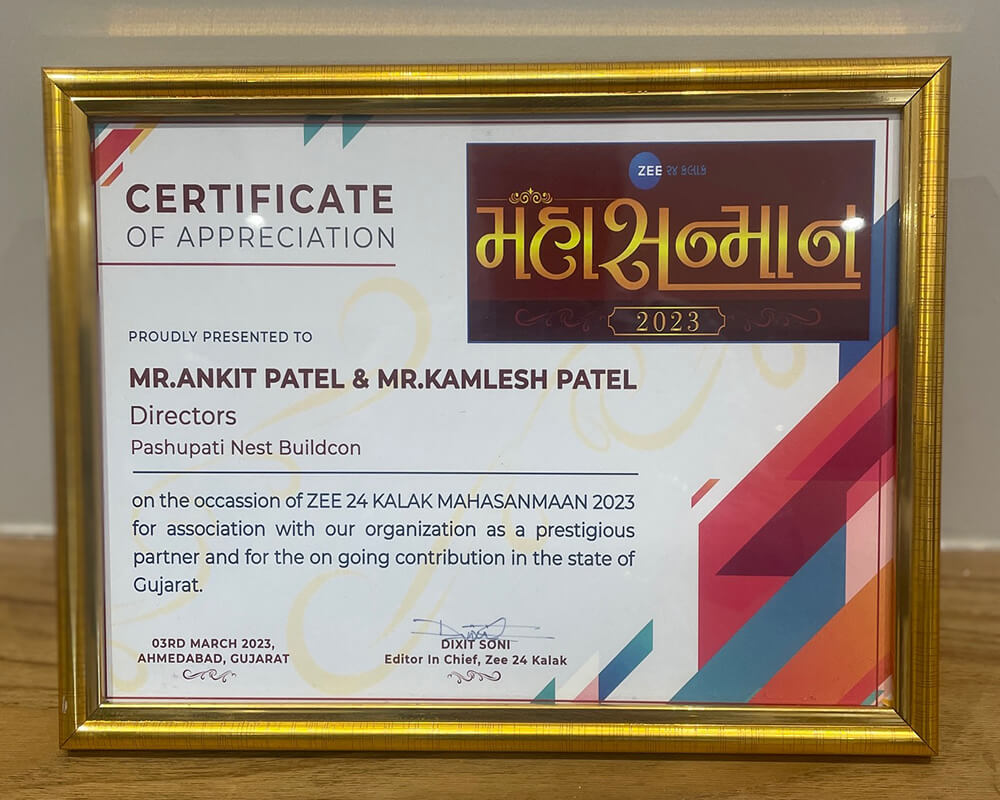 CERTIFICATE
OF APPRECIATION
ZEE ૨૪ કલાક
મહાસન્માન
2023
PROUDLY PRESENTED TO
MR.ANKIT PATEL & MR.KAMLESH PATEL
Directors
Pashupati Nest Buildcon
on the occassion of ZEE 24 KALAK MAHASANMAAN 2023
for association with our organization as a prestigious
partner and for the on going contribution in the state of
Gujarat.
03RD MARCH 2023,
AHMEDABAD, GUJARAT
DIXIT SONI
Editor In Chief, Zee 24 Kalak